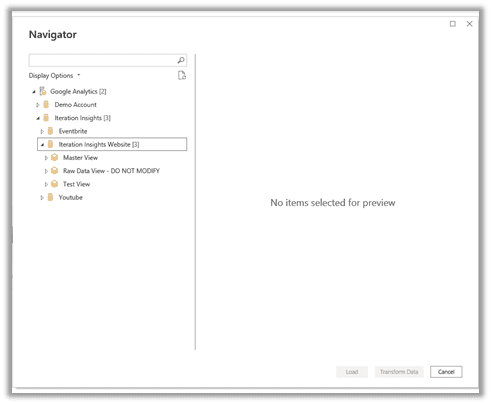 Navigator
Display Options
Google Analytics [2]
Demo Account
Iteration Insights [3]
Eventbrite
Iteration Insights Website [3]
Master View
Raw Data View - DO NOT MODIFY
Test View
Youtube
No items selected for preview
Load
Transform Data
Cancel